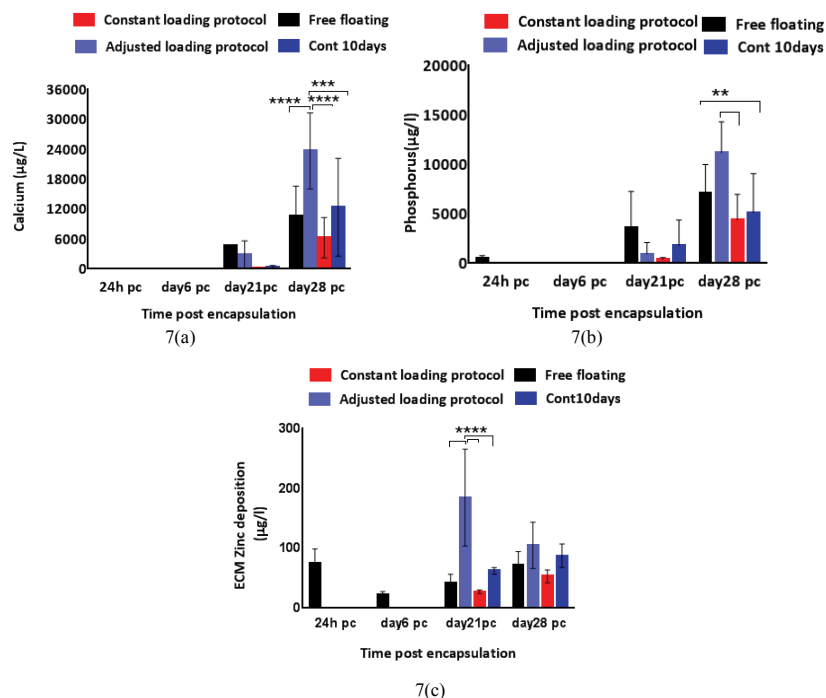 Constant loading protocol
Free floating
Adjusted loading protocol
Cont 10days
Calcium (µg/L)
36000
30000
24000
18000
12000
6000
0
****
***
****
24h pc
day6 pc
day21pc
day28 pc
Time post encapsulation
7(a)
Constant loading protocol
Free floating
Adjusted loading protocol
Cont 10days
Phosphorus(µg/l)
20000
15000
10000
5000
0
**
24h pc
day6 pc
day21pc
day28 pc
Time post encapsulation
7(b)
Constant loading protocol
Free floating
Adjusted loading protocol
Cont10days
ECM Zinc deposition
(µg/l)
300
200
100
0
****
24h pc
day6 pc
day21pc
day28 pc
Time post encapsulation
7(c)